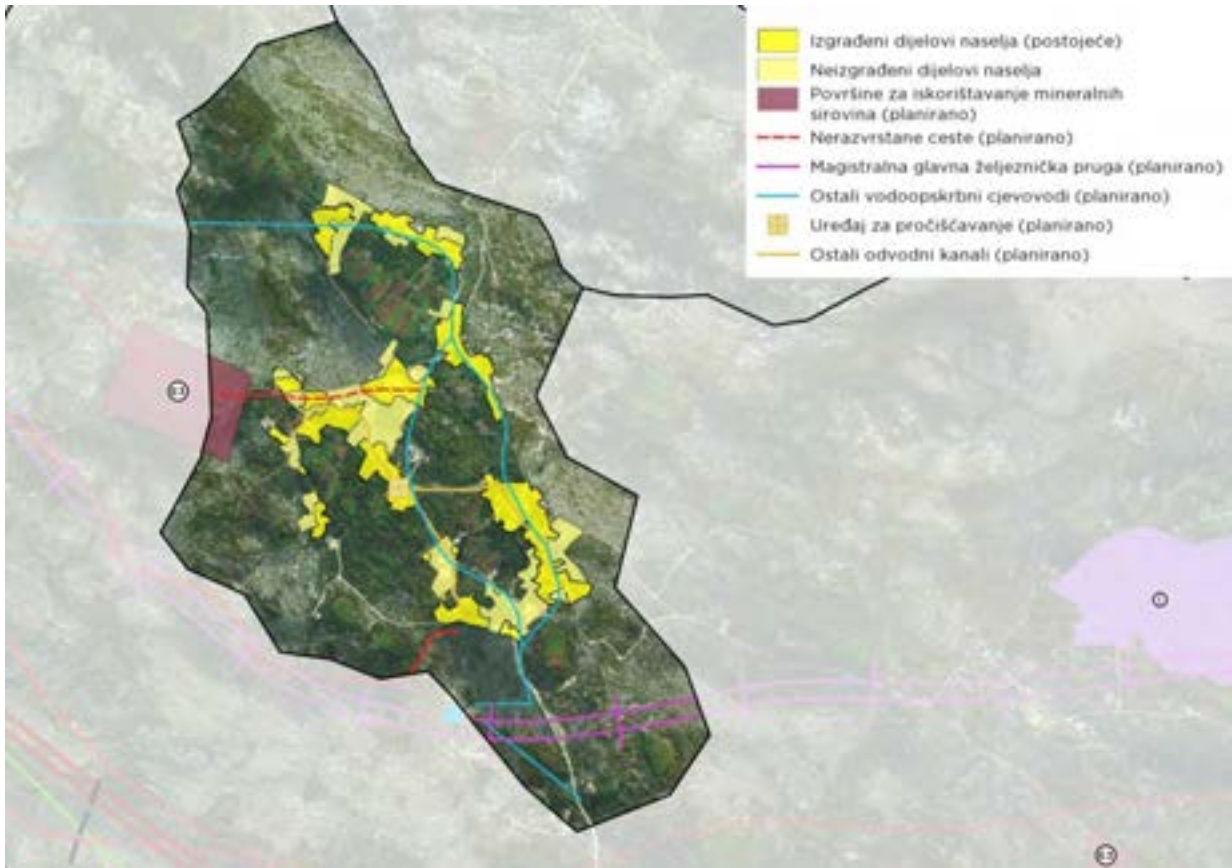 Izgrađeni dijelovi naselja (postojeće)
Neizgrađeni dijelovi naselja
Površine za iskorištavanje mineralnih
sirovina (planirano)
Nerazvrstane ceste (planirano)
Magistralna glavna željeznička pruga (planirano)
Ostali vodoopskrbni cjevovodi (planirano)
Uređaj za pročišćavanje (planirano)
Ostali odvodni kanali (planirano)